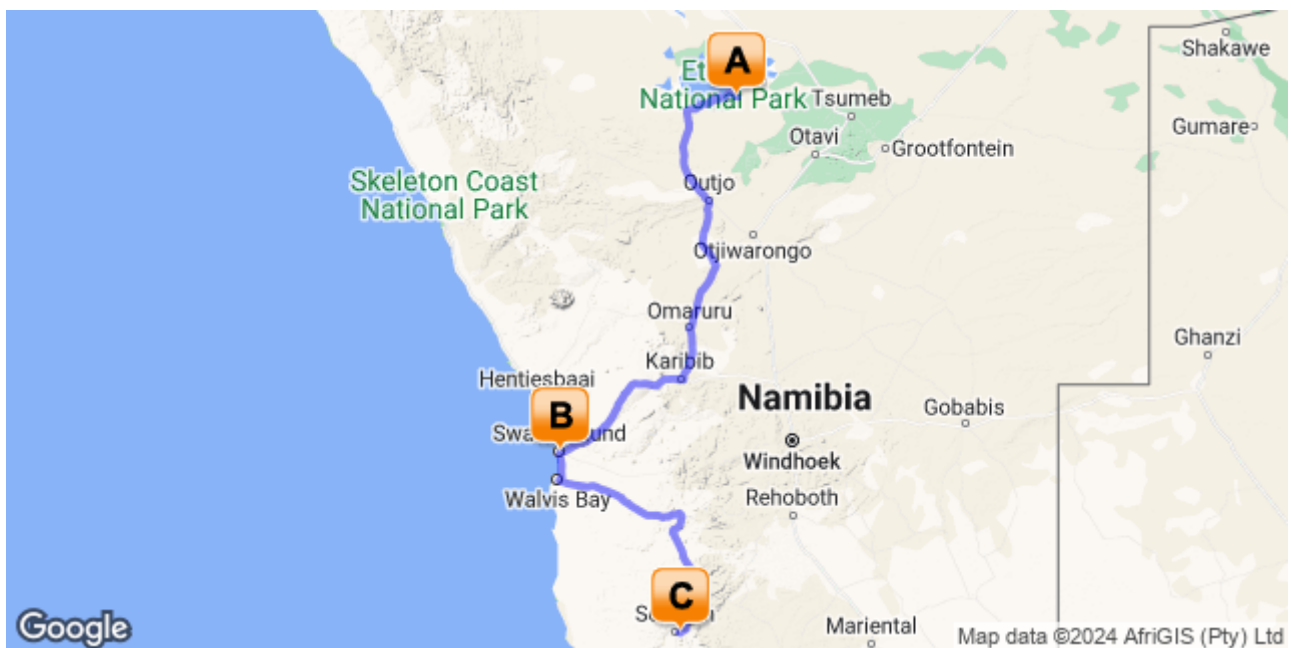 A
Shakawe
National Park
Tsumeb
Gumare
Otavi
Grootfontein
Skeleton Coast
National Park
Outjo
Otjiwarongo
Omaruru
Ghanzi
Karibib
Hentiesbaai
Namibia
B
Gobabis
Windhoek
Walvis Bay
Rehoboth
C
Mariental
Google
Map data ©2024 AfriGIS (Pty) Ltd